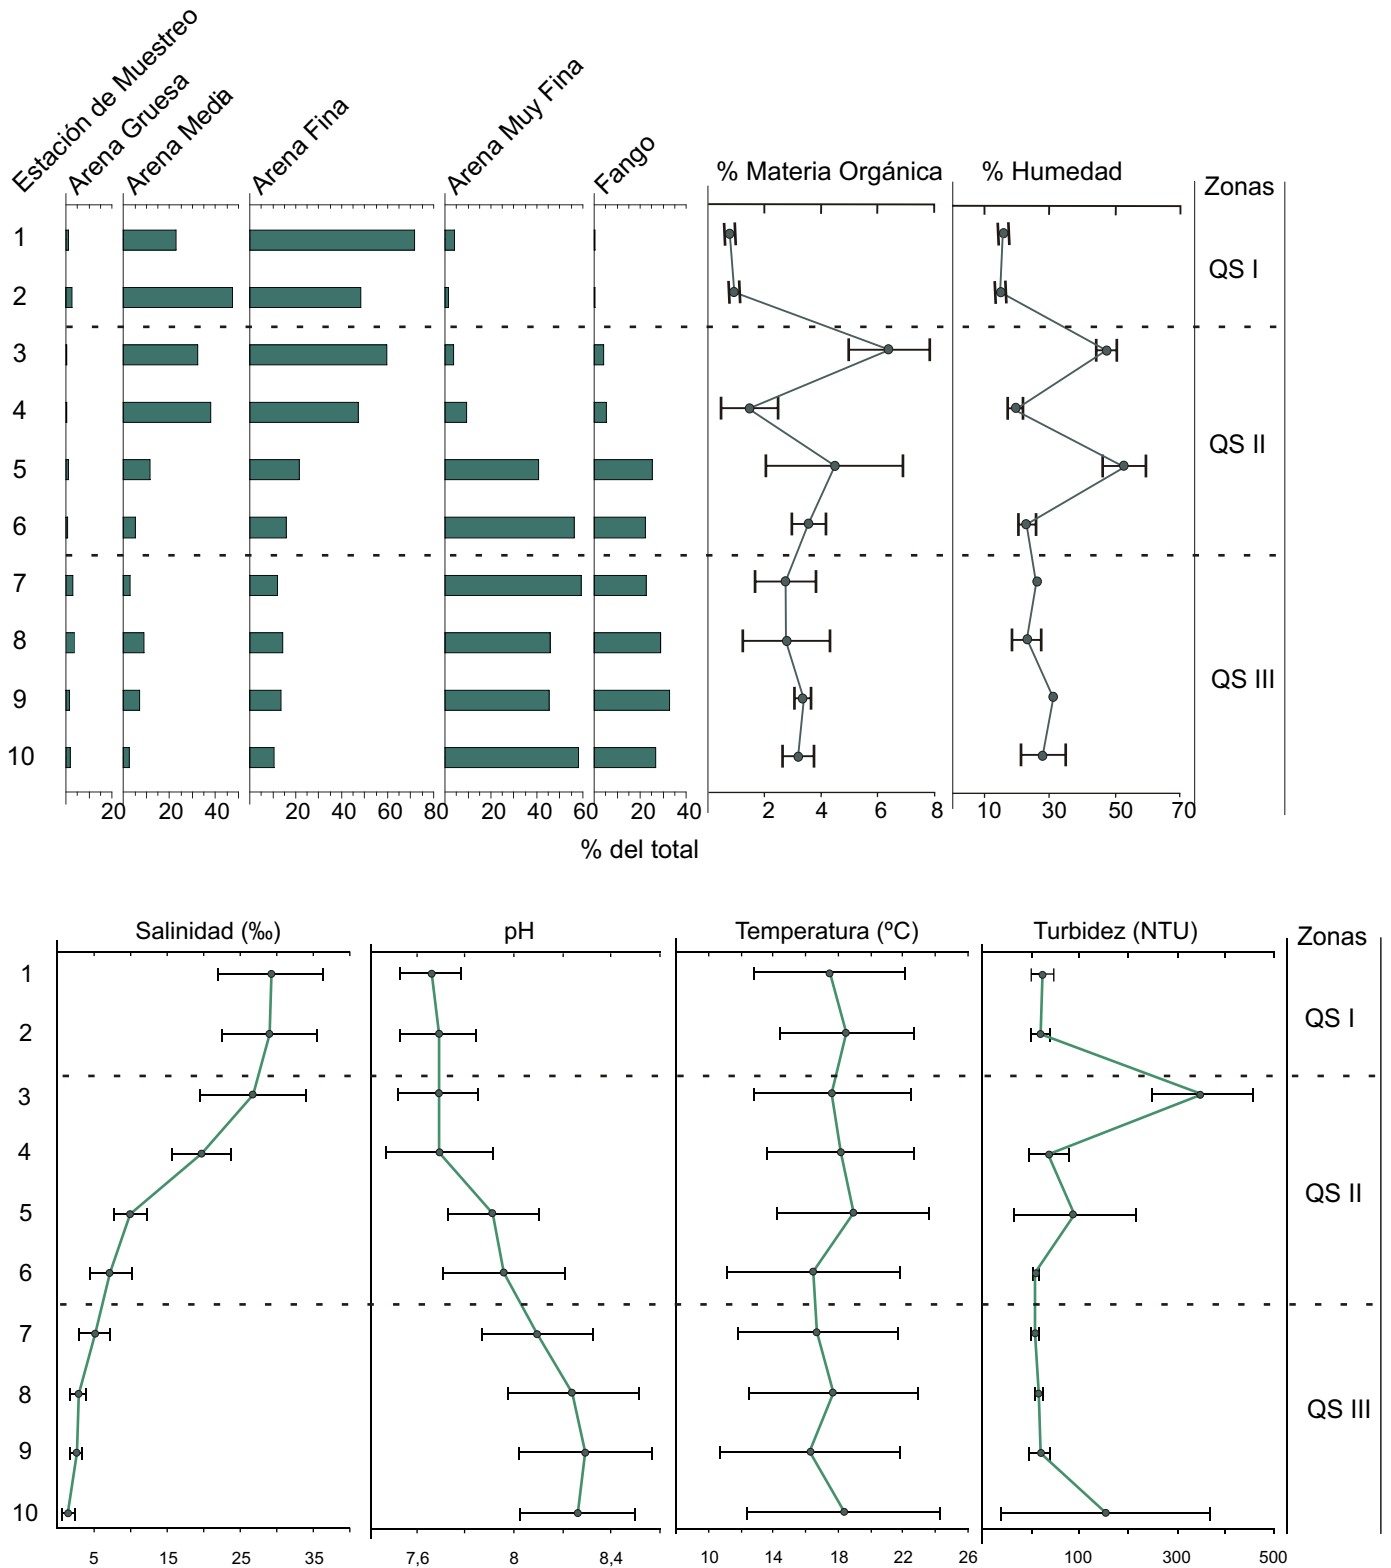 Estación de Muestreo
Arena Gruesa
Arena Media
Arena Fina
Arena Muy Fina
Fango
% Materia Orgánica
% Humedad
Zonas
1
2
3
4
5
6
7
8
9
10
QS I
QS II
QS III
20 20 40 20 40 60 80 20 40 60 0 20 40
2 4 6 8
10 30 50 70
% del total
Salinidad (‰)
pH
Temperatura (ºC)
Turbidez (NTU)
Zonas
1
2
3
4
5
6
7
8
9
10
QS I
QS II
QS III
5 15 25 35
7,6 8 8,4
10 14 18 22 26
100 300 500